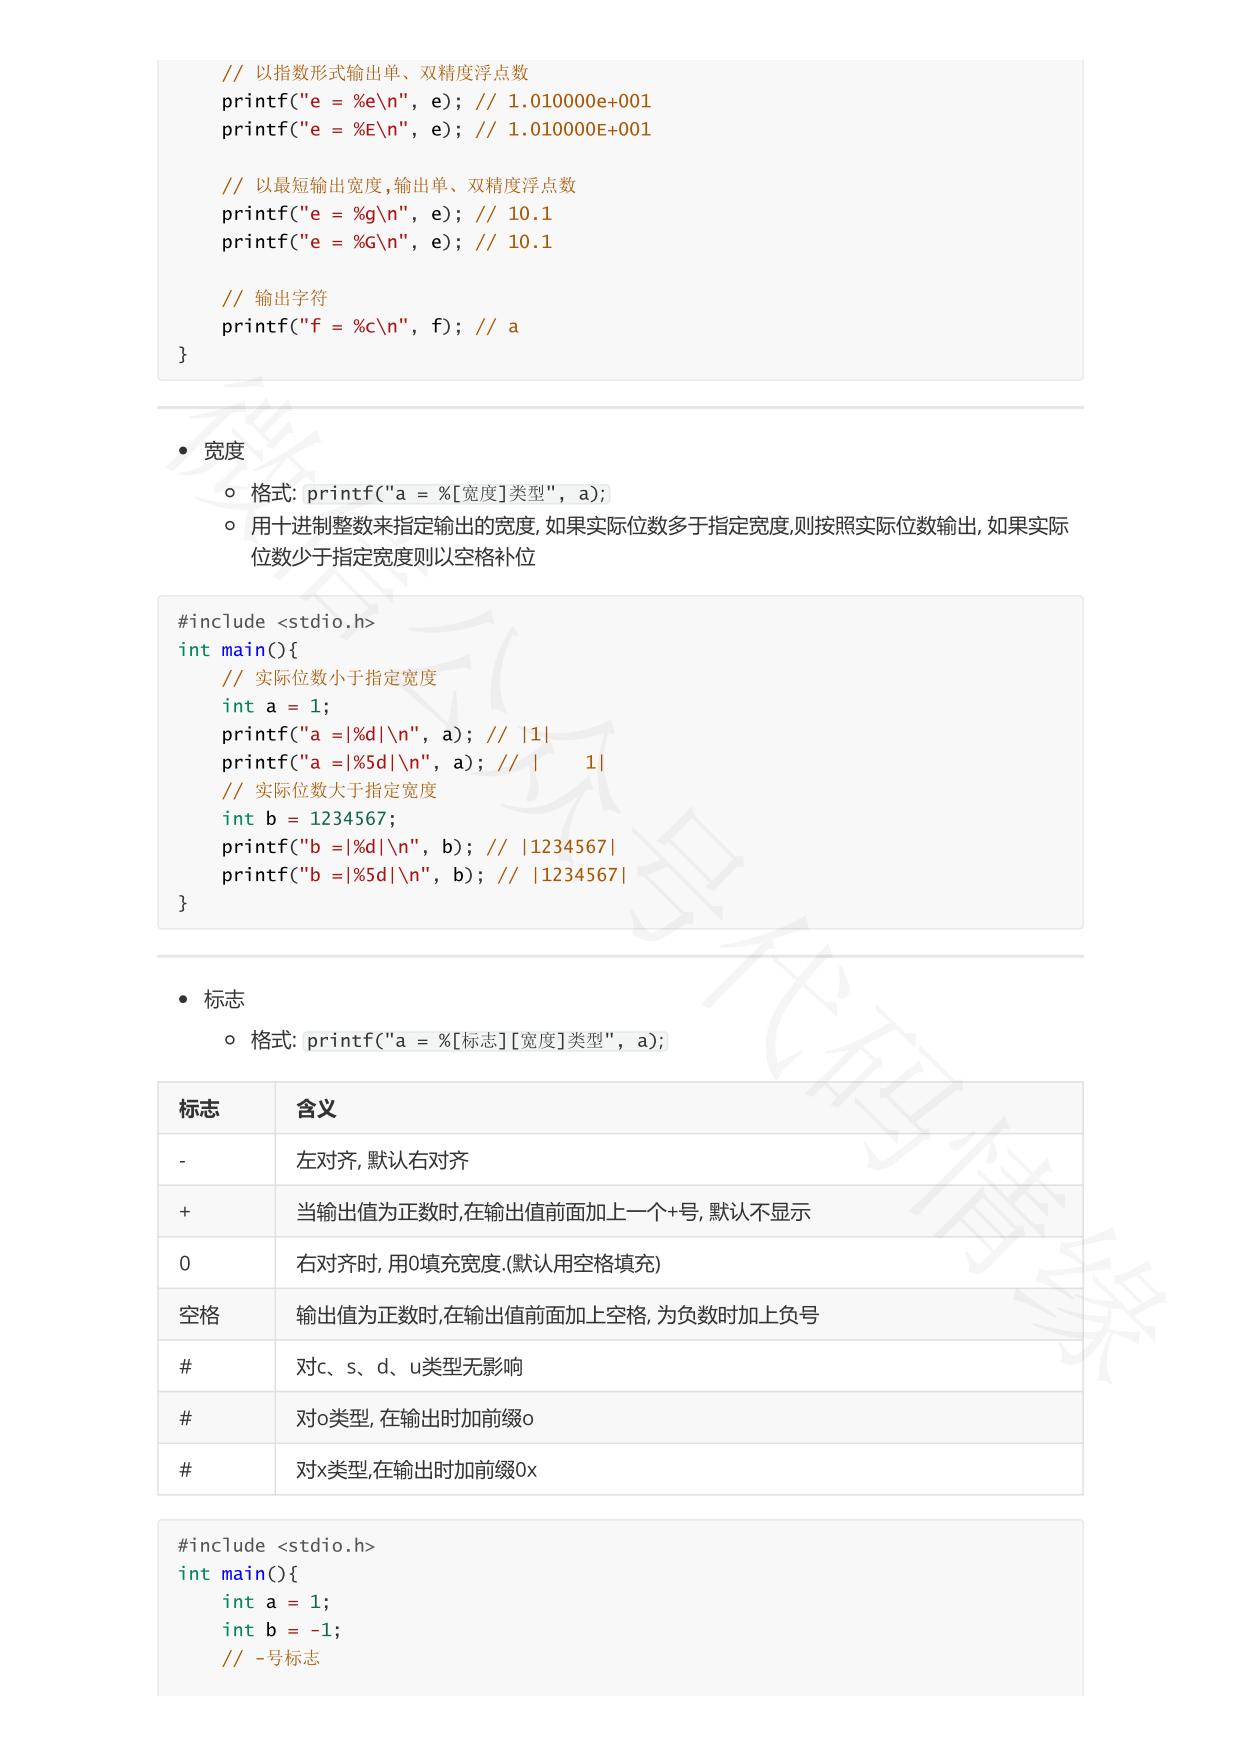 // 以指数形式输出单、双精度浮点数
printf("e = %e\n", e); // 1.010000e+001
printf("e = %E\n", e); // 1.010000E+001
// 以最短输出宽度,输出单、双精度浮点数
printf("e = %g\n", e); // 10.1
printf("e = %G\n", e); // 10.1
// 输出字符
printf("f = %c\n", f); // a
}
宽度
格式: printf("a = %[宽度]类型", a);
用十进制整数来指定输出的宽度, 如果实际位数多于指定宽度,则按照实际位数输出, 如果实际
位数少于指定宽度则以空格补位
#include <stdio.h>
int main(){
// 实际位数小于指定宽度
int a = 1;
printf("a =|%d|\n", a); // |1|
printf("a =|%5d|\n", a); // |    1|
// 实际位数大于指定宽度
int b = 1234567;
printf("b =|%d|\n", b); // |1234567|
printf("b =|%5d|\n", b); // |1234567|
}
标志
格式: printf("a = %[标志][宽度]类型", a);
标志 含义
- 左对齐, 默认右对齐
+ 当输出值为正数时,在输出值前面加上一个+号, 默认不显示
0 右对齐时, 用0填充宽度.(默认用空格填充)
空格 输出值为正数时,在输出值前面加上空格, 为负数时加上负号
# 对c、s、d、u类型无影响
# 对o类型, 在输出时加前缀o
# 对x类型,在输出时加前缀0x
#include <stdio.h>
int main(){
int a = 1;
int b = -1;
// -号标志
微信公众号代码情缘